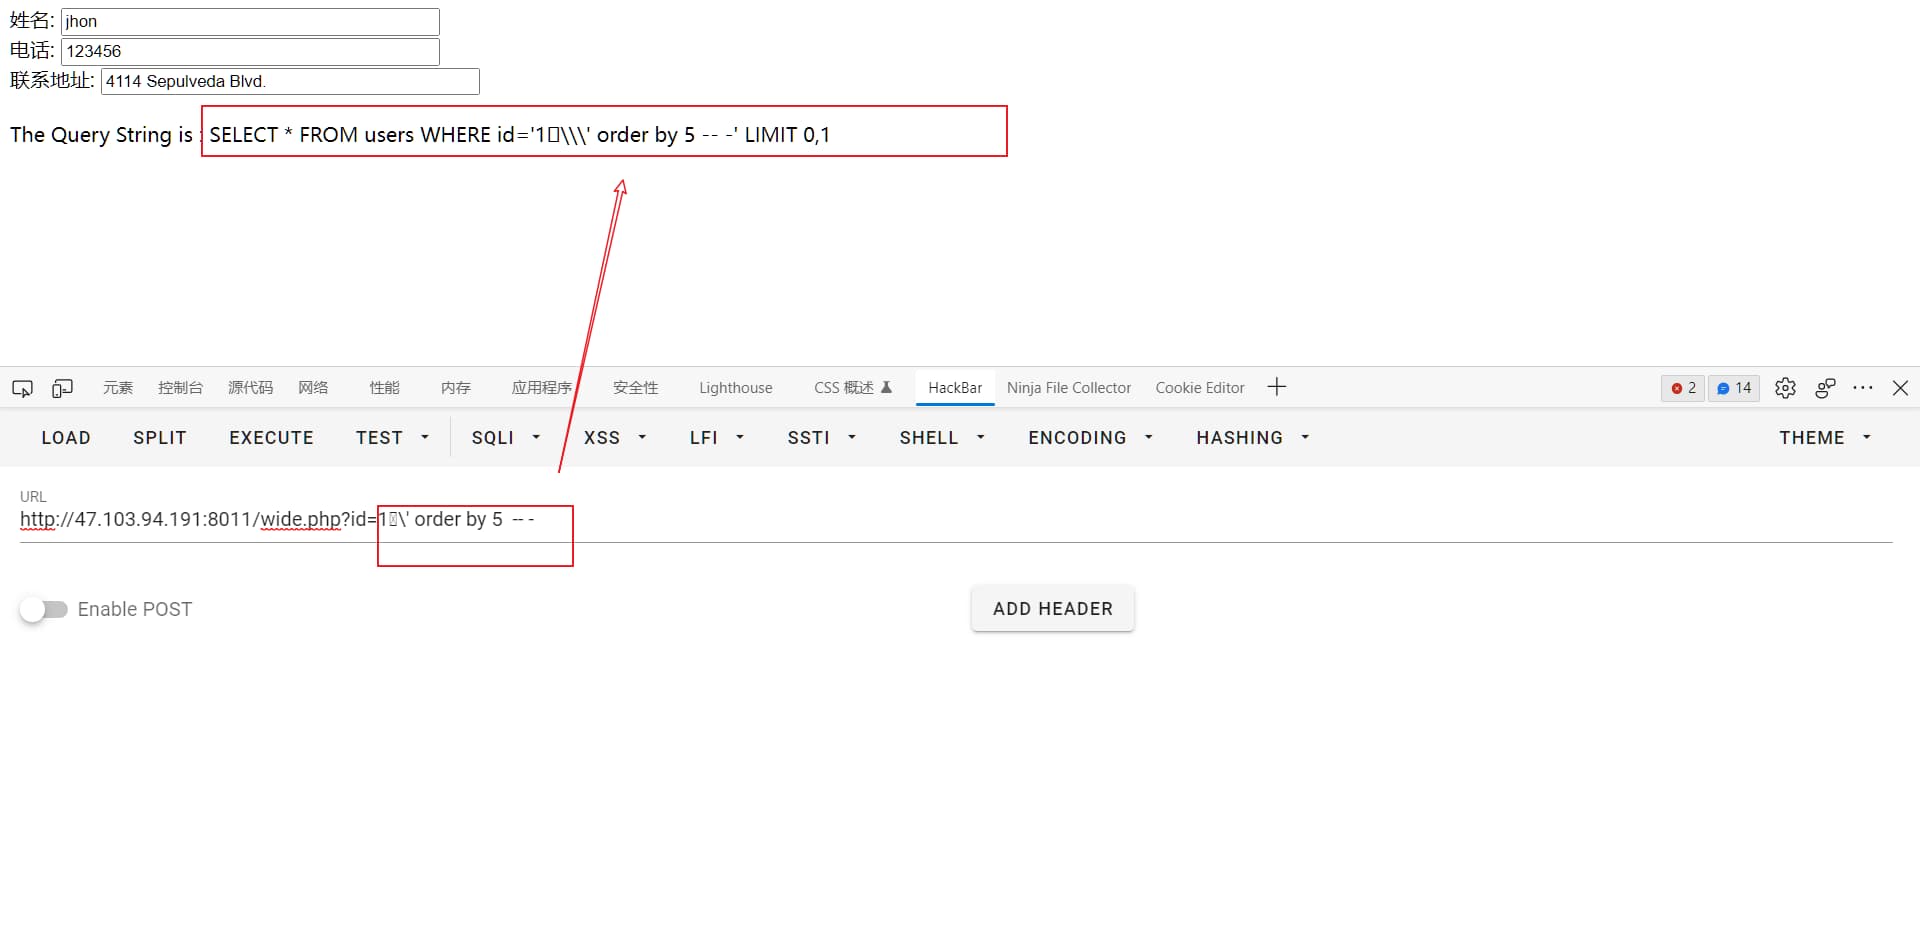 姓名: jhon
电话: 123456
联系地址: 4114 Sepulveda Blvd.
The Query String is : SELECT * FROM users WHERE id='1▯\\\' order by 5 -- -' LIMIT 0,1
元素 控制台 源代码 网络 性能 内存 应用程序 安全性 Lighthouse CSS 概述 HackBar Ninja File Collector Cookie Editor 2 14
LOAD SPLIT EXECUTE TEST SQLI XSS LFI SSTI SHELL ENCODING HASHING THEME
URL
http://47.103.94.191:8011/wide.php?id=1▯\' order by 5  -- -
Enable POST
ADD HEADER